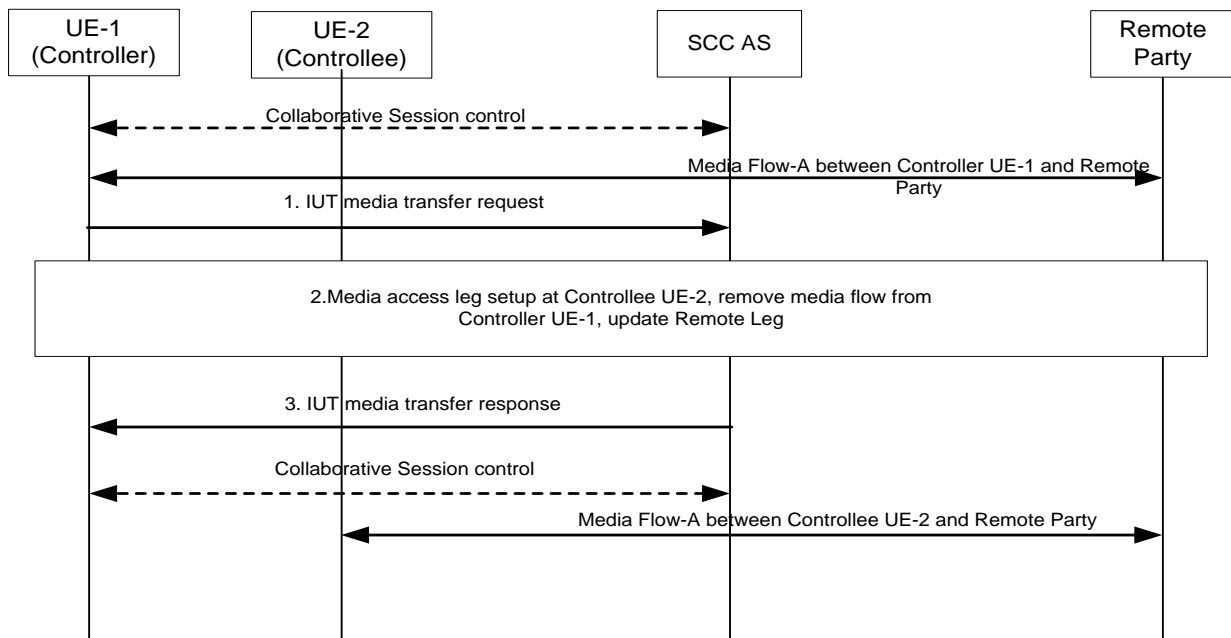 UE-1
(Controller)
UE-2
(Controllee)
SCC AS
Remote
Party
Collaborative Session control
Media Flow-A between Controller UE-1 and Remote
Party
1. IUT media transfer request
2.Media access leg setup at Controllee UE-2, remove media flow from
Controller UE-1, update Remote Leg
3. IUT media transfer response
Collaborative Session control
Media Flow-A between Controllee UE-2 and Remote Party